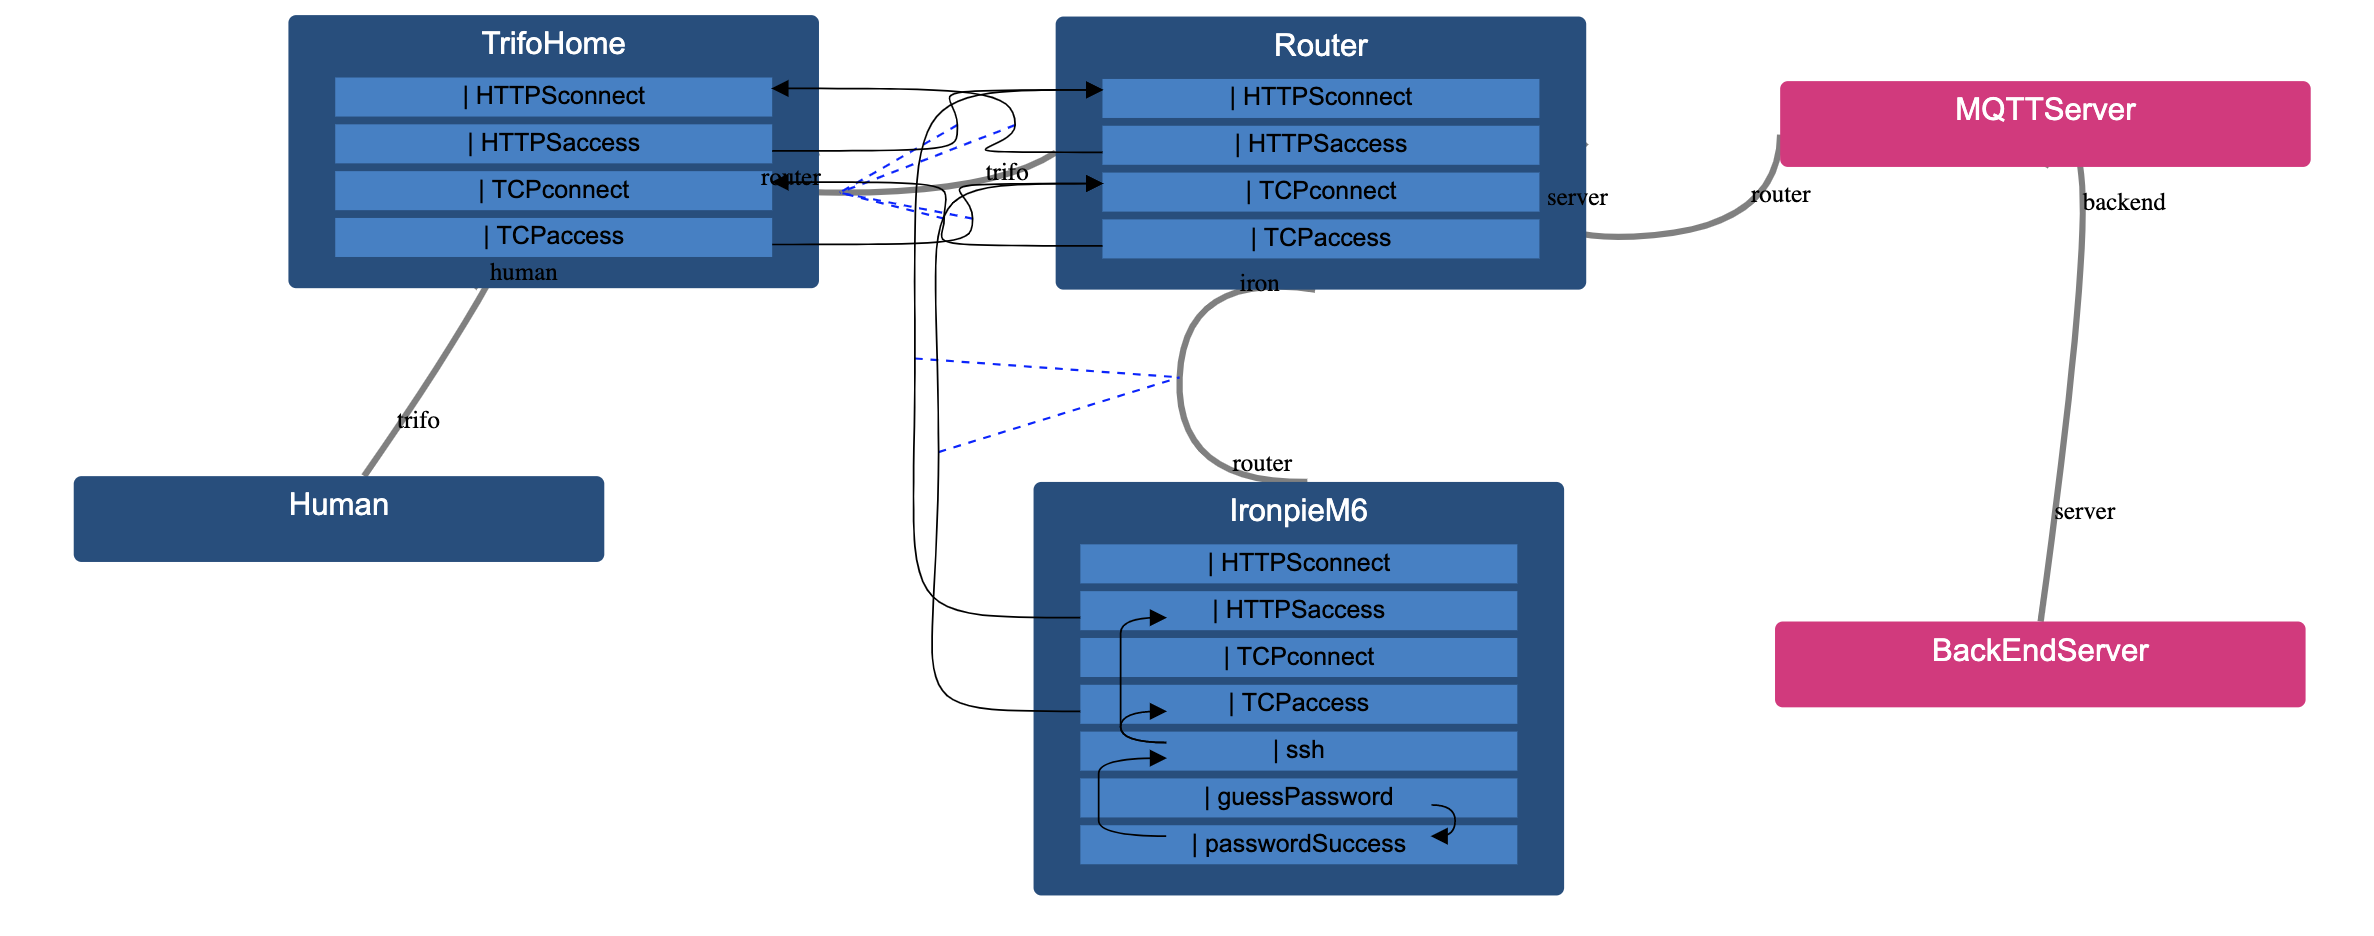 TrifoHome
| HTTPSconnect
| HTTPSaccess
| TCPconnect
| TCPaccess
Router
| HTTPSconnect
| HTTPSaccess
| TCPconnect
| TCPaccess
MQTTServer
router
trifo
server
router
backend
human
iron
trifo
router
server
Human
IronpieM6
| HTTPSconnect
| HTTPSaccess
| TCPconnect
| TCPaccess
| ssh
| guessPassword
| passwordSuccess
BackEndServer